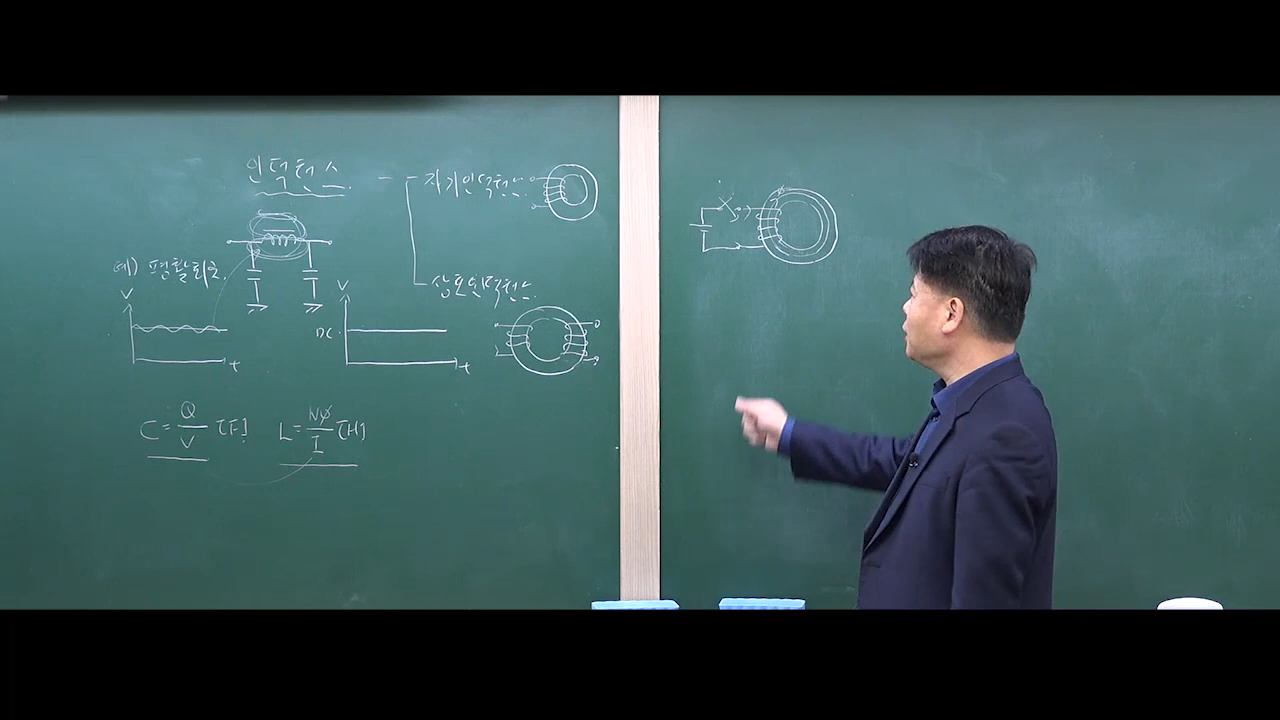 인덕턴스
자기인덕턴스
예) 평활회로
상호인덕턴스
V
t
V
DC
t
C = Q/V [F]
L = Nø/I [H]